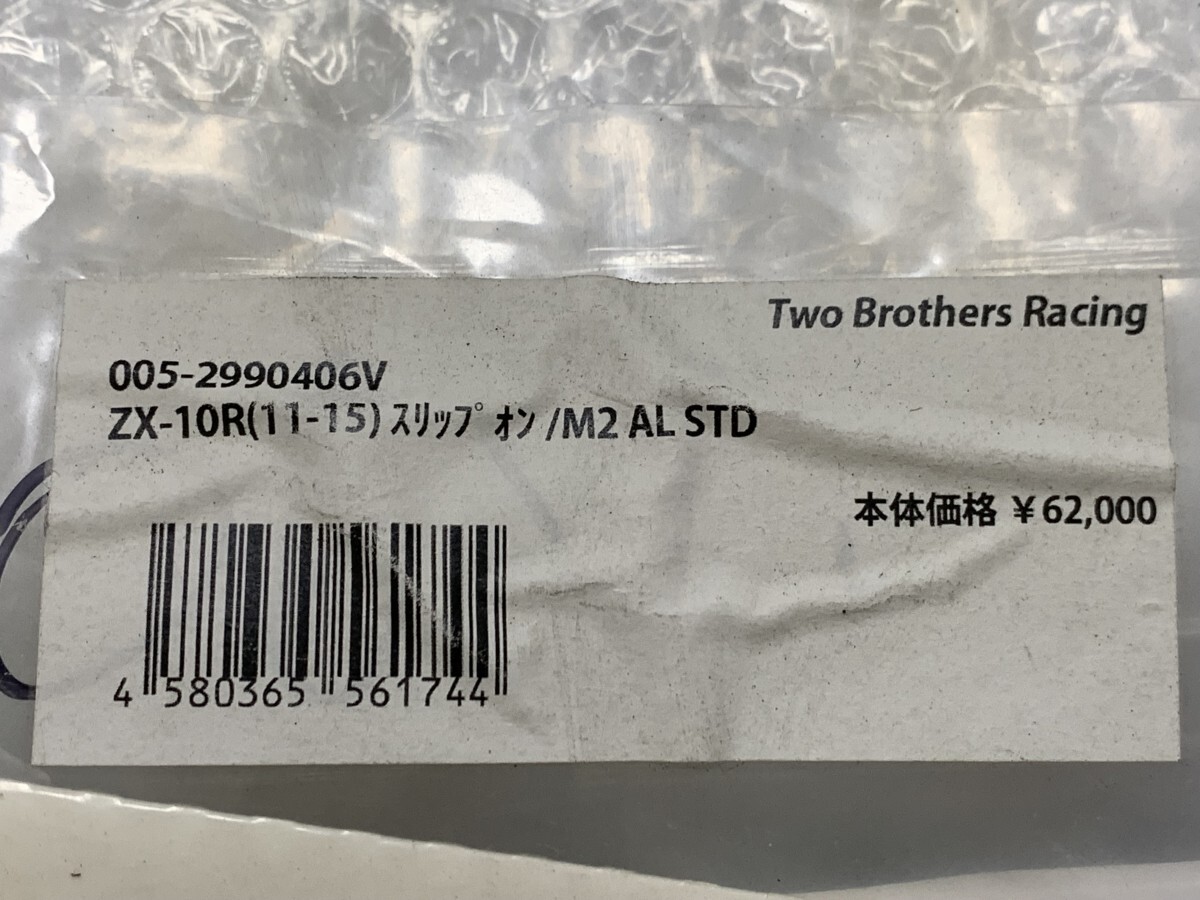 Two Brothers Racing
005-2990406V
ZX-10R(11-15) ｽﾘｯﾌﾟ ｵﾝ /M2 AL STD
本体価格 ￥62,000
4 580365 561744